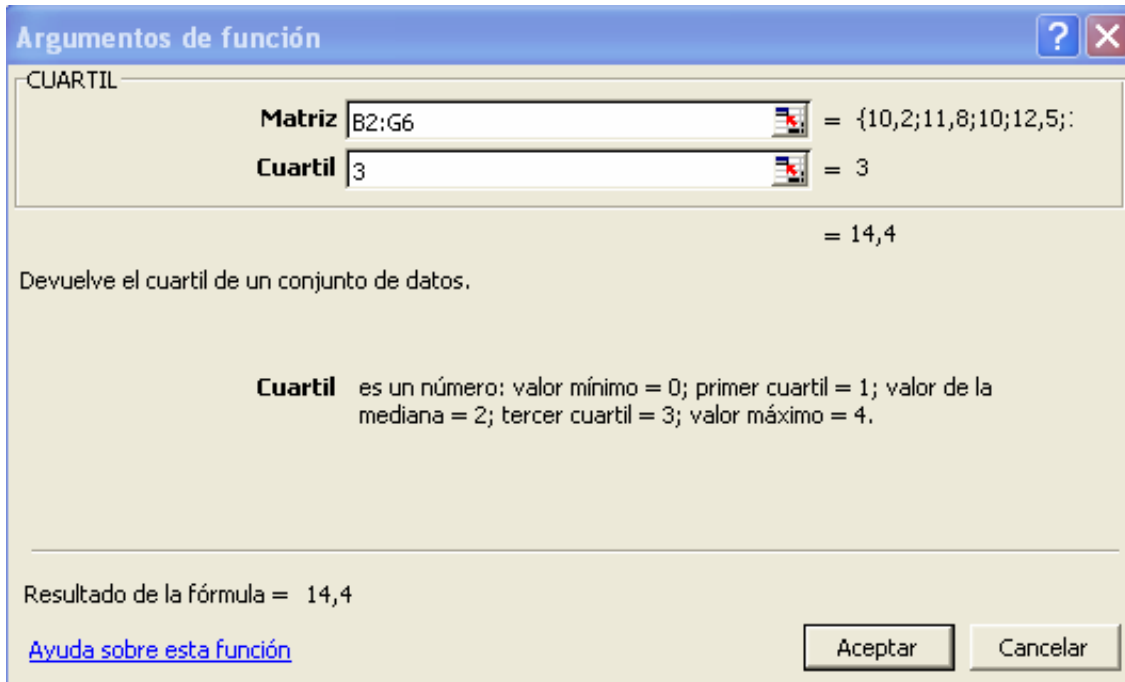 Argumentos de función
CUARTIL
Matriz B2:G6 = {10,2;11,8;10;12,5;
Cuartil 3 = 3
= 14,4
Devuelve el cuartil de un conjunto de datos.
Cuartil es un número: valor mínimo = 0; primer cuartil = 1; valor de la
mediana = 2; tercer cuartil = 3; valor máximo = 4.
Resultado de la fórmula = 14,4
Ayuda sobre esta función
Aceptar Cancelar